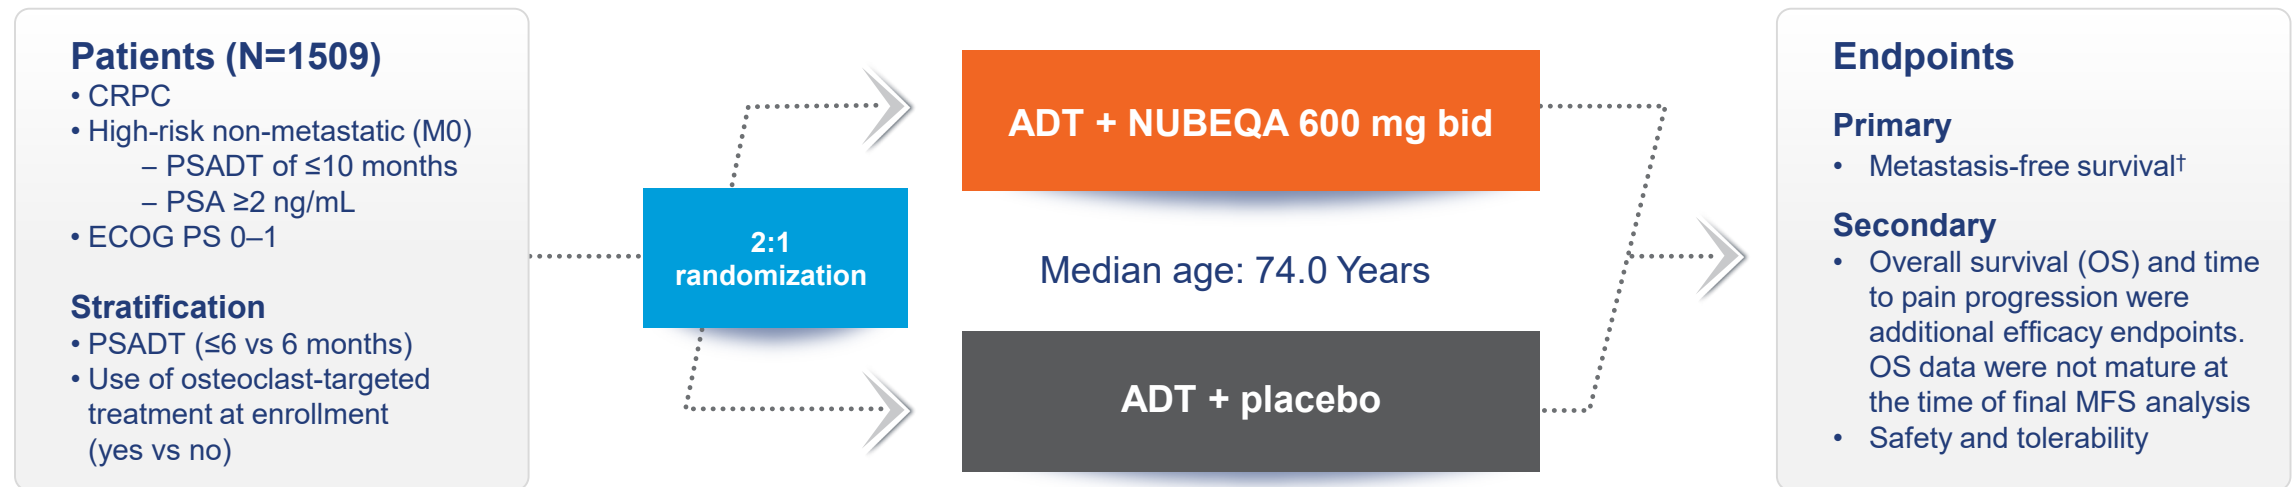 Patients (N=1509)
• CRPC
• High-risk non-metastatic (M0)
– PSADT of ≤10 months
– PSA ≥2 ng/mL
• ECOG PS 0–1
Stratification
• PSADT (≤6 vs 6 months)
• Use of osteoclast-targeted
treatment at enrollment
(yes vs no)
2:1
randomization
ADT + NUBEQA 600 mg bid
Median age: 74.0 Years
ADT + placebo
Endpoints
Primary
• Metastasis-free survival†
Secondary
• Overall survival (OS) and time
to pain progression were
additional efficacy endpoints.
OS data were not mature at
the time of final MFS analysis
• Safety and tolerability